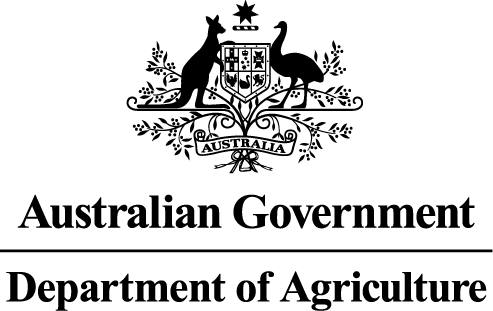 AUSTRALIA
Australian Government
Department of Agriculture